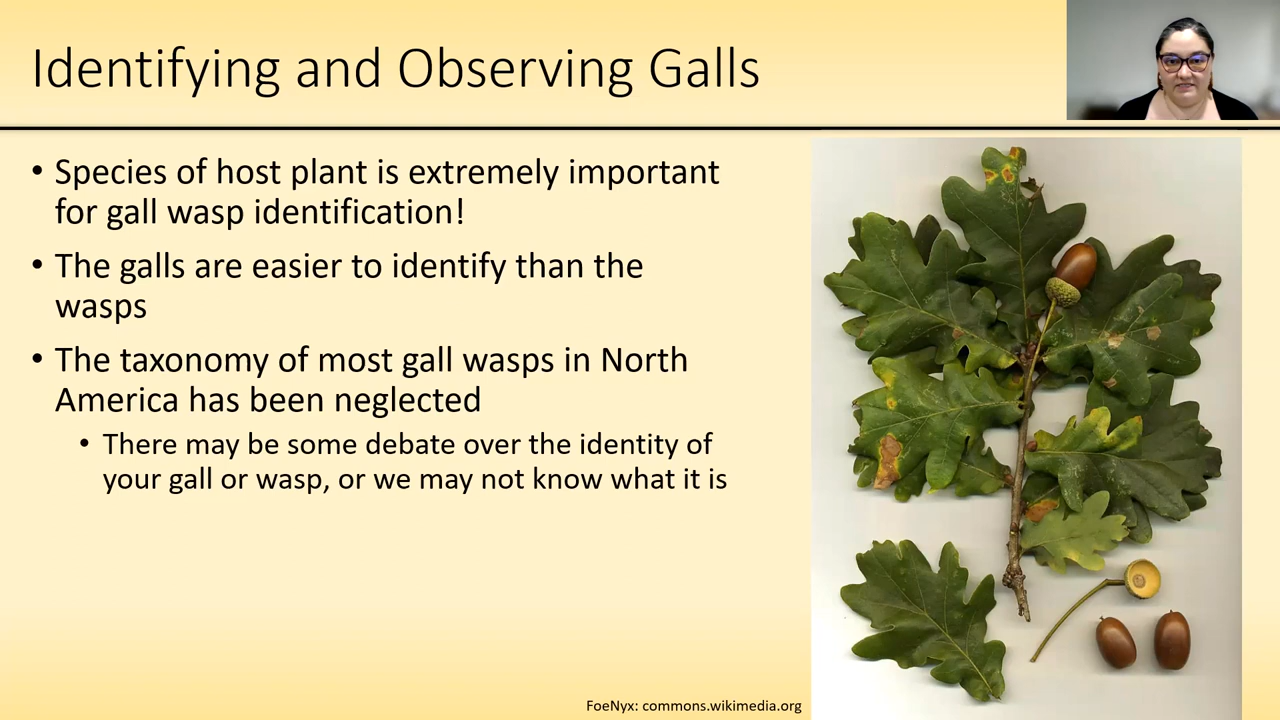 Identifying and Observing Galls
• Species of host plant is extremely important
for gall wasp identification!
• The galls are easier to identify than the
wasps
• The taxonomy of most gall wasps in North
America has been neglected
• There may be some debate over the identity of
your gall or wasp, or we may not know what it is
FoeNyx: commons.wikimedia.org